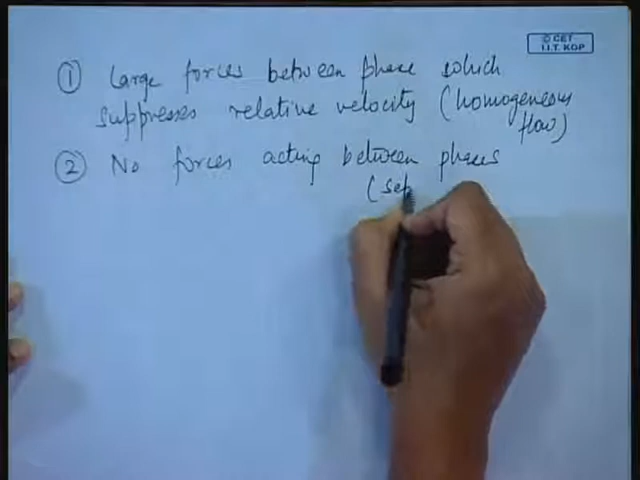 © CET
I.I.T. KGP
① Large forces between phase which
suppresses relative velocity (homogeneous
flow)
② No forces acting between phases
(sep